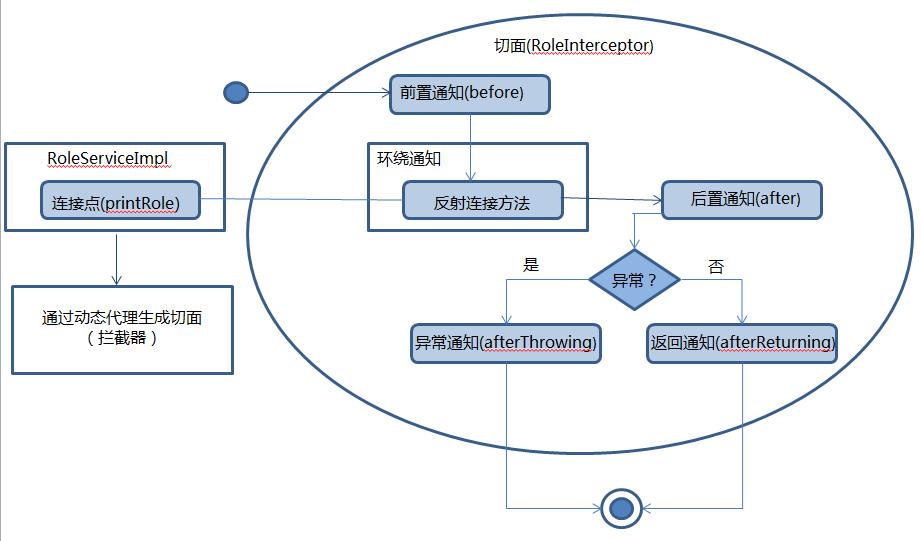 切面(RoleInterceptor)
前置通知(before)
RoleServiceImpl
环绕通知
连接点(printRole)
反射连接方法
后置通知(after)
是
异常？
否
通过动态代理生成切面
（拦截器）
异常通知(afterThrowing)
返回通知(afterReturning)